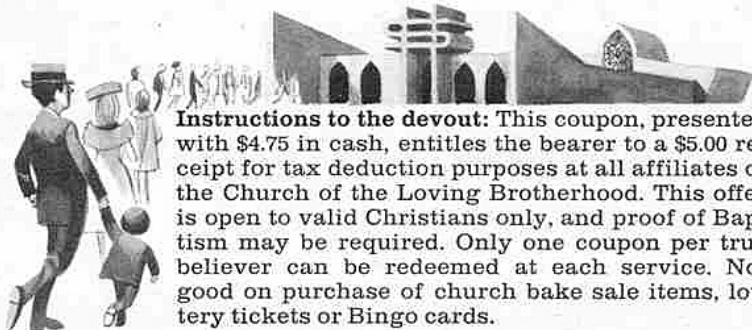 Instructions to the devout: This coupon, presente
with $4.75 in cash, entitles the bearer to a $5.00 re
ceipt for tax deduction purposes at all affiliates o
the Church of the Loving Brotherhood. This offe
is open to valid Christians only, and proof of Bap
tism may be required. Only one coupon per tru
believer can be redeemed at each service. No
good on purchase of church bake sale items, lo
tery tickets or Bingo cards.